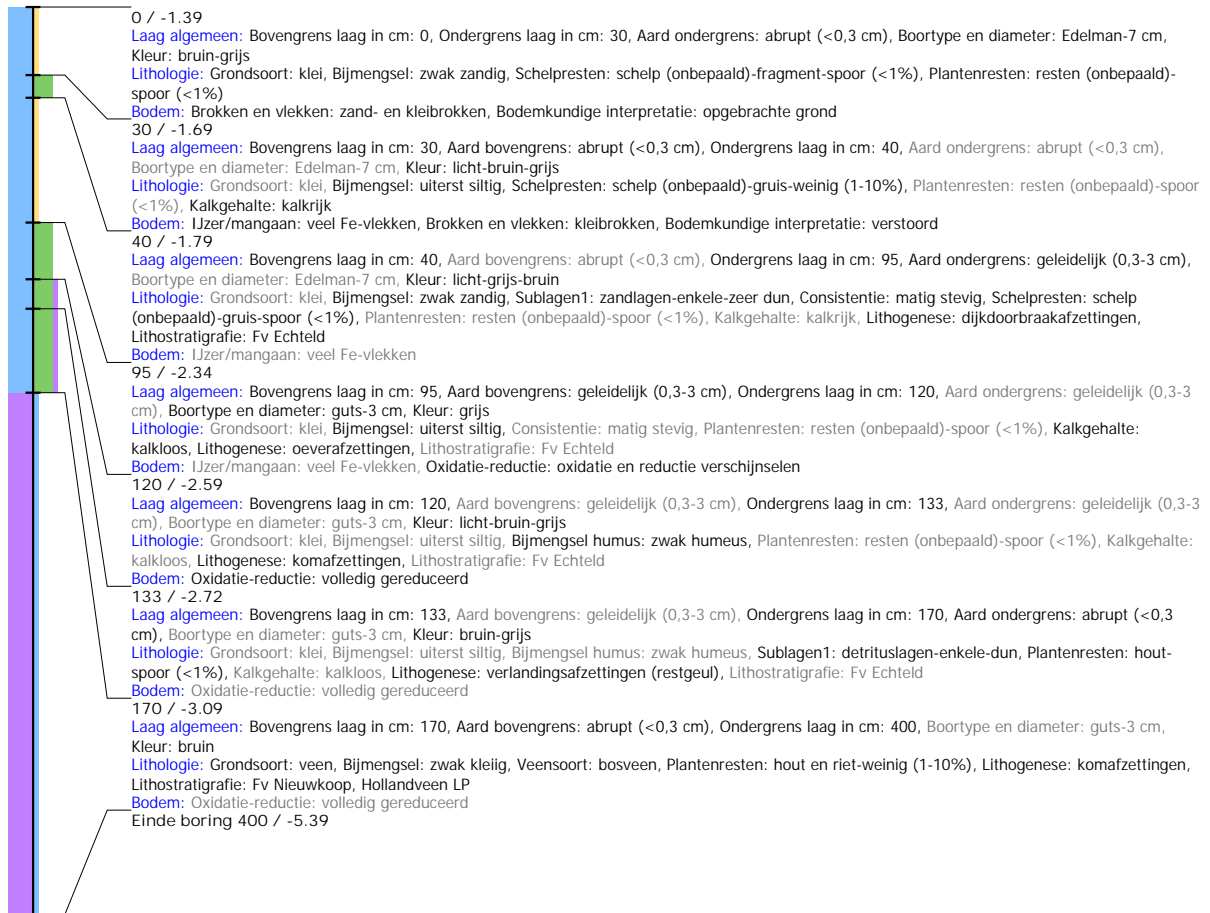 0 / -1.39
Laag algemeen: Bovengrens laag in cm: 0, Ondergrens laag in cm: 30, Aard ondergrens: abrupt (<0,3 cm), Boortype en diameter: Edelman-7 cm,
Kleur: bruin-grijs
Lithologie: Grondsoort: klei, Bijmengsel: zwak zandig, Schelpresten: schelp (onbepaald)-fragment-spoor (<1%), Plantenresten: resten (onbepaald)-
spoor (<1%)
Bodem: Brokken en vlekken: zand- en kleibrokken, Bodemkundige interpretatie: opgebrachte grond
30 / -1.69
Laag algemeen: Bovengrens laag in cm: 30, Aard bovengrens: abrupt (<0,3 cm), Ondergrens laag in cm: 40, Aard ondergrens: abrupt (<0,3 cm),
Boortype en diameter: Edelman-7 cm, Kleur: licht-bruin-grijs
Lithologie: Grondsoort: klei, Bijmengsel: uiterst siltig, Schelpresten: schelp (onbepaald)-gruis-weinig (1-10%), Plantenresten: resten (onbepaald)-spoor
(<1%), Kalkgehalte: kalkrijk
Bodem: IJzer/mangaan: veel Fe-vlekken, Brokken en vlekken: kleibrokken, Bodemkundige interpretatie: verstoord
40 / -1.79
Laag algemeen: Bovengrens laag in cm: 40, Aard bovengrens: abrupt (<0,3 cm), Ondergrens laag in cm: 95, Aard ondergrens: geleidelijk (0,3-3 cm),
Boortype en diameter: Edelman-7 cm, Kleur: licht-grijs-bruin
Lithologie: Grondsoort: klei, Bijmengsel: zwak zandig, Sublagen1: zandlagen-enkele-zeer dun, Consistentie: matig stevig, Schelpresten: schelp
(onbepaald)-gruis-spoor (<1%), Plantenresten: resten (onbepaald)-spoor (<1%), Kalkgehalte: kalkrijk, Lithogenese: dijkdoorbraakafzettingen,
Lithostratigrafie: Fv Echteld
Bodem: IJzer/mangaan: veel Fe-vlekken
95 / -2.34
Laag algemeen: Bovengrens laag in cm: 95, Aard bovengrens: geleidelijk (0,3-3 cm), Ondergrens laag in cm: 120, Aard ondergrens: geleidelijk (0,3-3
cm), Boortype en diameter: guts-3 cm, Kleur: grijs
Lithologie: Grondsoort: klei, Bijmengsel: uiterst siltig, Consistentie: matig stevig, Plantenresten: resten (onbepaald)-spoor (<1%), Kalkgehalte:
kalkloos, Lithogenese: oeverafzettingen, Lithostratigrafie: Fv Echteld
Bodem: IJzer/mangaan: veel Fe-vlekken, Oxidatie-reductie: oxidatie en reductie verschijnselen
120 / -2.59
Laag algemeen: Bovengrens laag in cm: 120, Aard bovengrens: geleidelijk (0,3-3 cm), Ondergrens laag in cm: 133, Aard ondergrens: geleidelijk (0,3-3
cm), Boortype en diameter: guts-3 cm, Kleur: licht-bruin-grijs
Lithologie: Grondsoort: klei, Bijmengsel: uiterst siltig, Bijmengsel humus: zwak humeus, Plantenresten: resten (onbepaald)-spoor (<1%), Kalkgehalte:
kalkloos, Lithogenese: komafzettingen, Lithostratigrafie: Fv Echteld
Bodem: Oxidatie-reductie: volledig gereduceerd
133 / -2.72
Laag algemeen: Bovengrens laag in cm: 133, Aard bovengrens: geleidelijk (0,3-3 cm), Ondergrens laag in cm: 170, Aard ondergrens: abrupt (<0,3
cm), Boortype en diameter: guts-3 cm, Kleur: bruin-grijs
Lithologie: Grondsoort: klei, Bijmengsel: uiterst siltig, Bijmengsel humus: zwak humeus, Sublagen1: detrituslagen-enkele-dun, Plantenresten: hout-
spoor (<1%), Kalkgehalte: kalkloos, Lithogenese: verlandingsafzettingen (restgeul), Lithostratigrafie: Fv Echteld
Bodem: Oxidatie-reductie: volledig gereduceerd
170 / -3.09
Laag algemeen: Bovengrens laag in cm: 170, Aard bovengrens: abrupt (<0,3 cm), Ondergrens laag in cm: 400, Boortype en diameter: guts-3 cm,
Kleur: bruin
Lithologie: Grondsoort: veen, Bijmengsel: zwak kleiig, Veensoort: bosveen, Plantenresten: hout en riet-weinig (1-10%), Lithogenese: komafzettingen,
Lithostratigrafie: Fv Nieuwkoop, Hollandveen LP
Bodem: Oxidatie-reductie: volledig gereduceerd
Einde boring 400 / -5.39